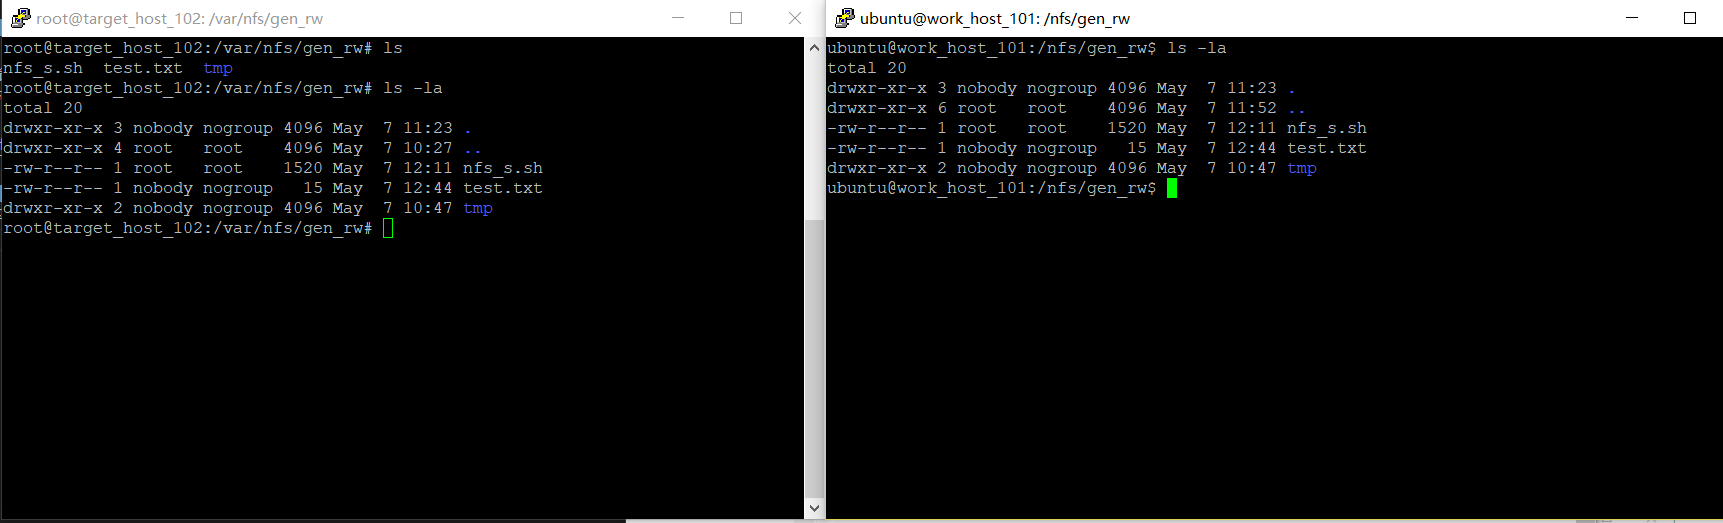 root@target_host_102: /var/nfs/gen_rw
root@target_host_102:/var/nfs/gen_rw# ls
nfs_s.sh  test.txt  tmp
root@target_host_102:/var/nfs/gen_rw# ls -la
total 20
drwxr-xr-x 3 nobody nogroup 4096 May  7 11:23 .
drwxr-xr-x 4 root   root    4096 May  7 10:27 ..
-rw-r--r-- 1 root   root    1520 May  7 12:11 nfs_s.sh
-rw-r--r-- 1 nobody nogroup   15 May  7 12:44 test.txt
drwxr-xr-x 2 nobody nogroup 4096 May  7 10:47 tmp
root@target_host_102:/var/nfs/gen_rw#
ubuntu@work_host_101: /nfs/gen_rw
ubuntu@work_host_101:/nfs/gen_rw$ ls -la
total 20
drwxr-xr-x 3 nobody nogroup 4096 May  7 11:23 .
drwxr-xr-x 6 root   root    4096 May  7 11:52 ..
-rw-r--r-- 1 root   root    1520 May  7 12:11 nfs_s.sh
-rw-r--r-- 1 nobody nogroup   15 May  7 12:44 test.txt
drwxr-xr-x 2 nobody nogroup 4096 May  7 10:47 tmp
ubuntu@work_host_101:/nfs/gen_rw$